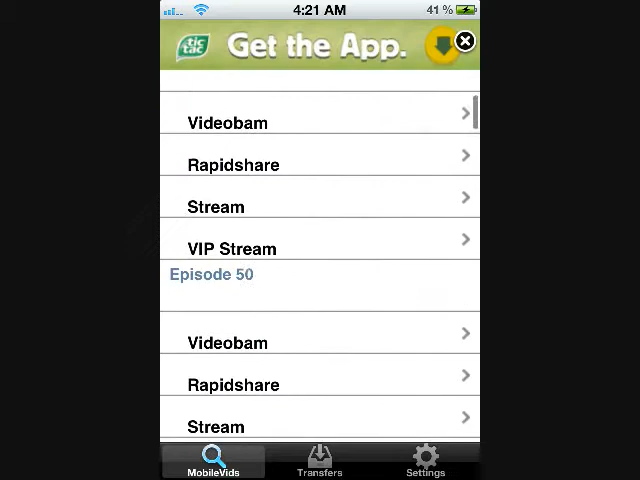 4:21 AM
41 %
tic
tac
Get the App.
Videobam
Rapidshare
Stream
VIP Stream
Episode 50
Videobam
Rapidshare
Stream
MobileVids
Transfers
Settings